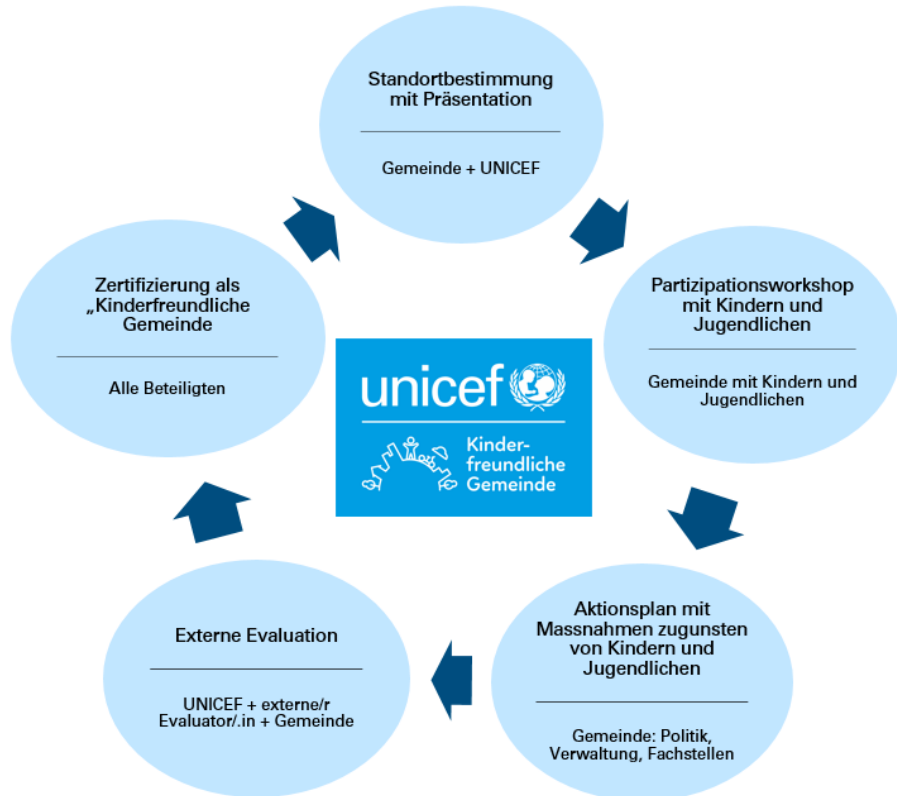 Standortbestimmung
mit Präsentation
Gemeinde + UNICEF
Partizipationsworkshop
mit Kindern und
Jugendlichen
Gemeinde mit Kindern und
Jugendlichen
Aktionsplan mit
Massnahmen zugunsten
von Kindern und
Jugendlichen
Gemeinde: Politik,
Verwaltung, Fachstellen
Externe Evaluation
UNICEF + externe/r
Evaluator/.in + Gemeinde
Zertifizierung als
„Kinderfreundliche
Gemeinde
Alle Beteiligten
unicef
Kinder-
freundliche
Gemeinde